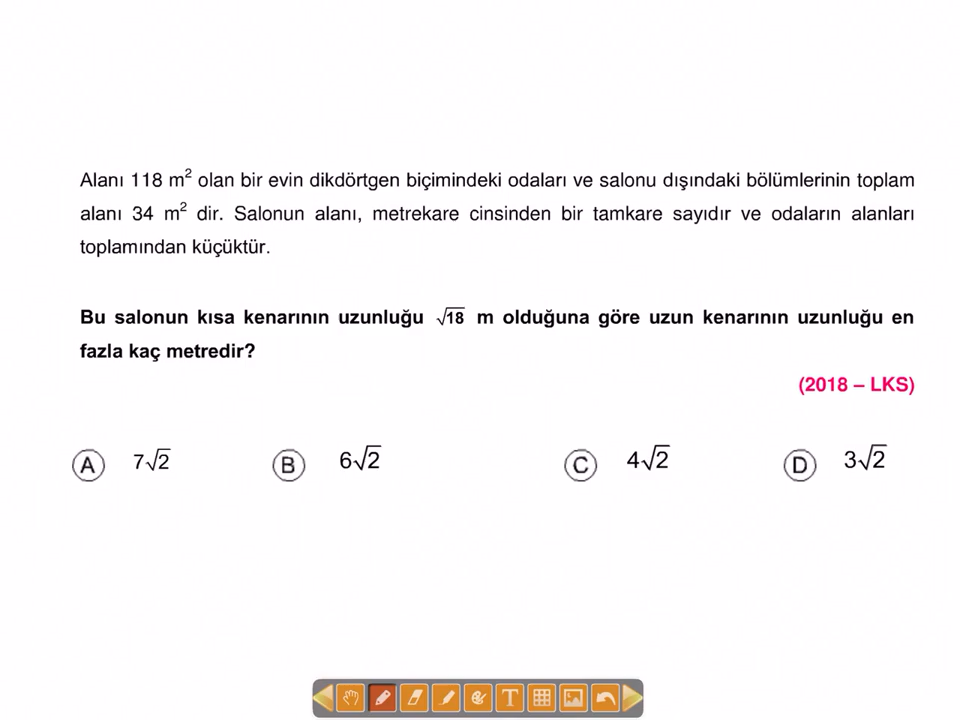 Alanı 118 m² olan bir evin dikdörtgen biçimindeki odaları ve salonu dışındaki bölümlerinin toplam
alanı 34 m² dir. Salonun alanı, metrekare cinsinden bir tamkare sayıdır ve odaların alanları
toplamından küçüktür.
Bu salonun kısa kenarının uzunluğu √18 m olduğuna göre uzun kenarının uzunluğu en
fazla kaç metredir?
(2018 – LKS)
A 7√2 B 6√2 C 4√2 D 3√2
T